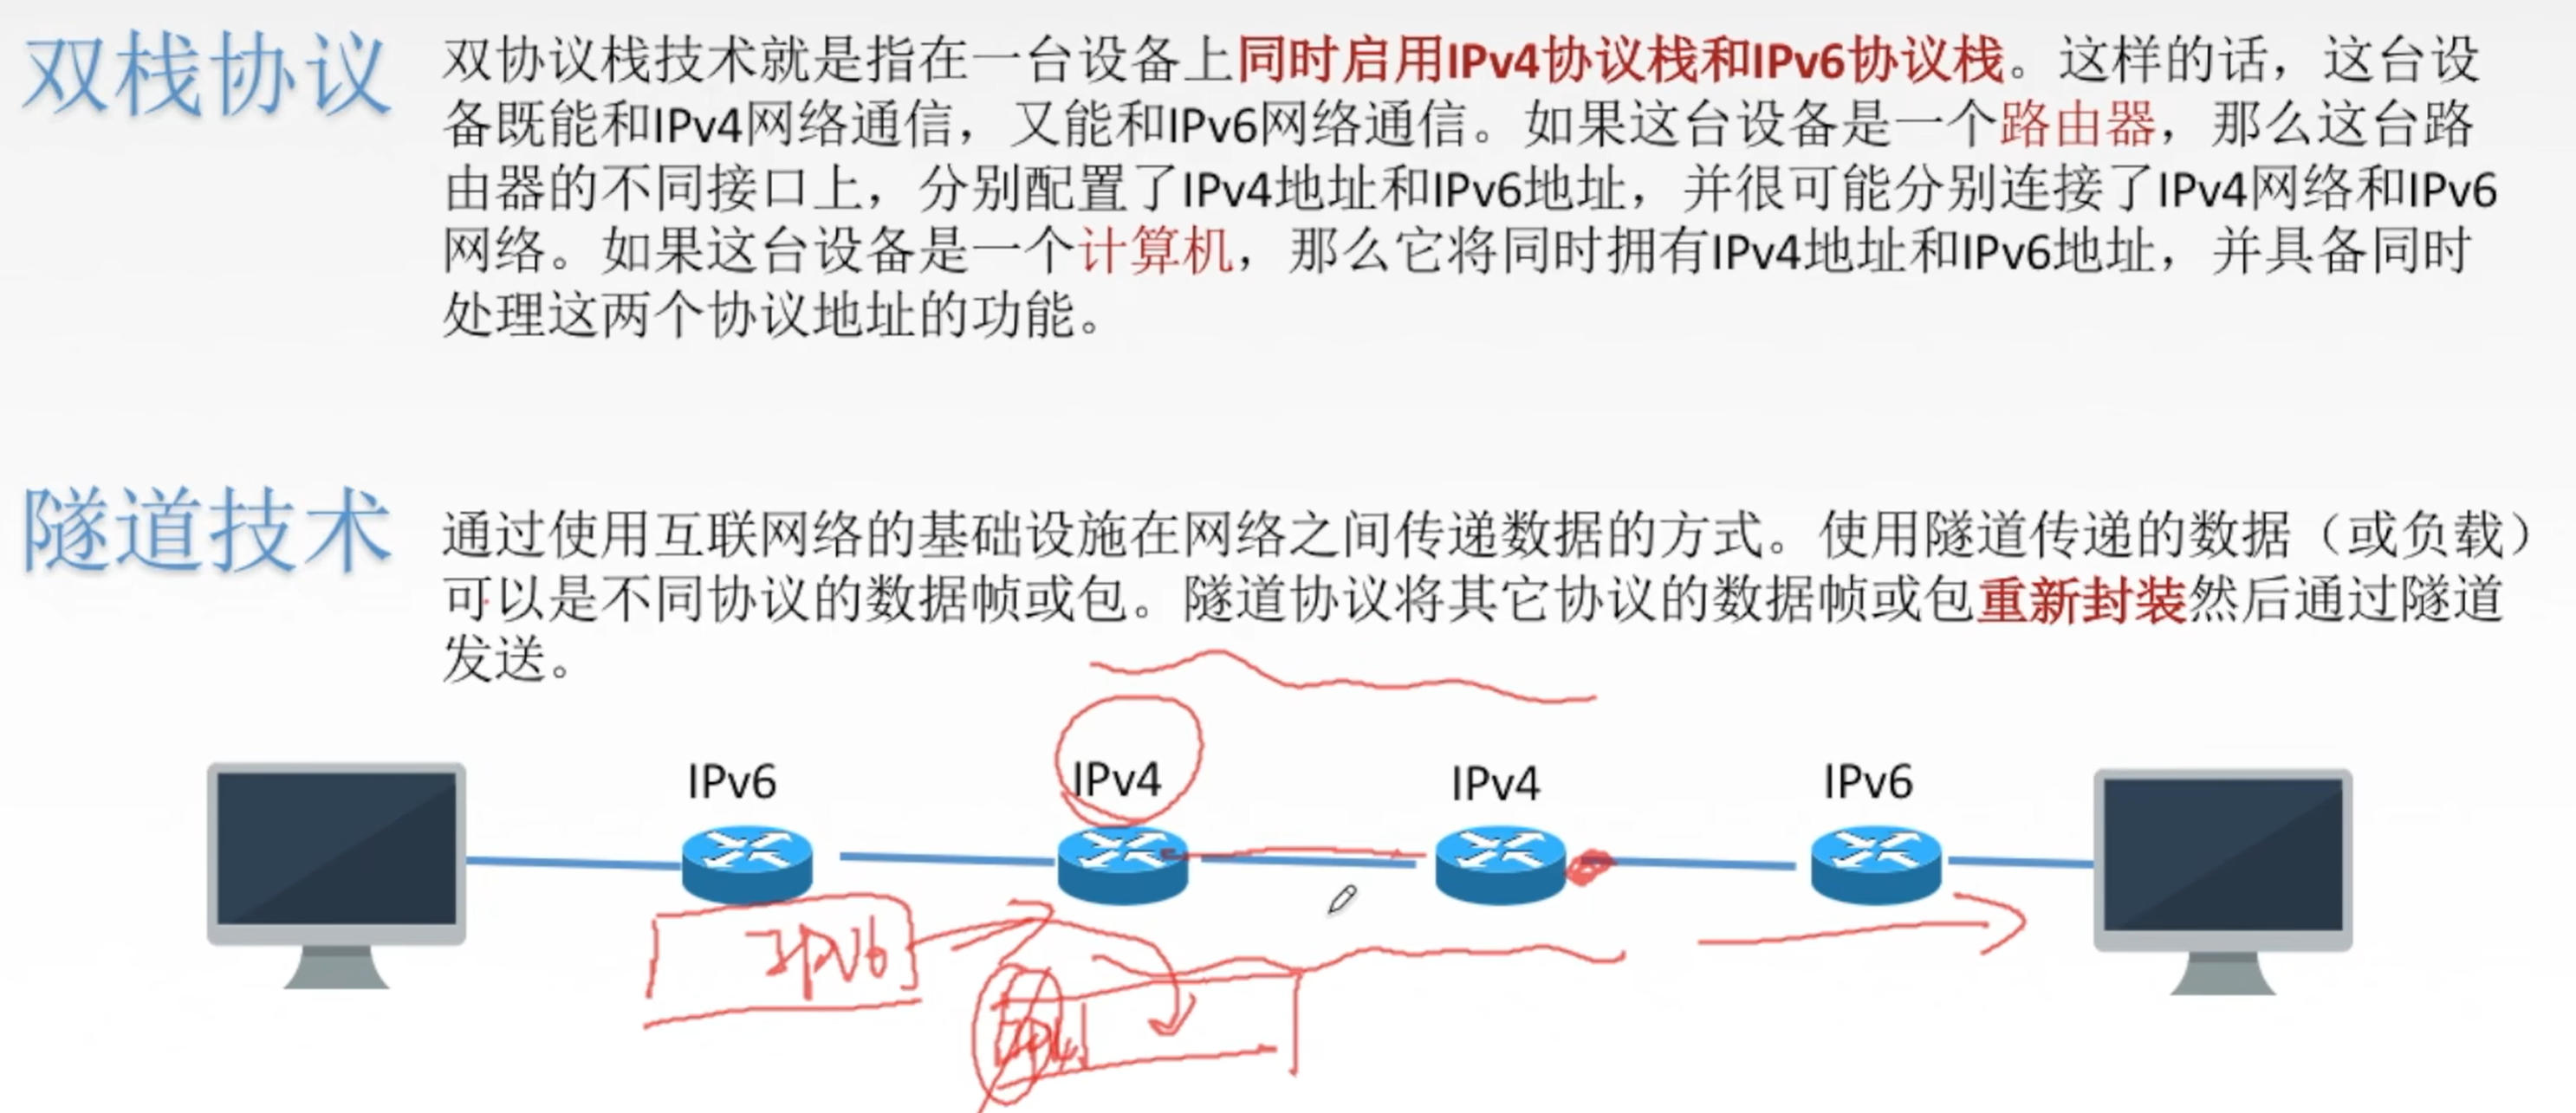 双栈协议
双协议栈技术就是指在一台设备上同时启用IPv4协议栈和IPv6协议栈。这样的话，这台设
备既能和IPv4网络通信，又能和IPv6网络通信。如果这台设备是一个路由器，那么这台路
由器的不同接口上，分别配置了IPv4地址和IPv6地址，并很可能分别连接了IPv4网络和IPv6
网络。如果这台设备是一个计算机，那么它将同时拥有IPv4地址和IPv6地址，并具备同时
处理这两个协议地址的功能。
隧道技术
通过使用互联网络的基础设施在网络之间传递数据的方式。使用隧道传递的数据（或负载）
可以是不同协议的数据帧或包。隧道协议将其它协议的数据帧或包重新封装然后通过隧道
发送。
IPv6
IPv4
IPv4
IPv6
IPV6